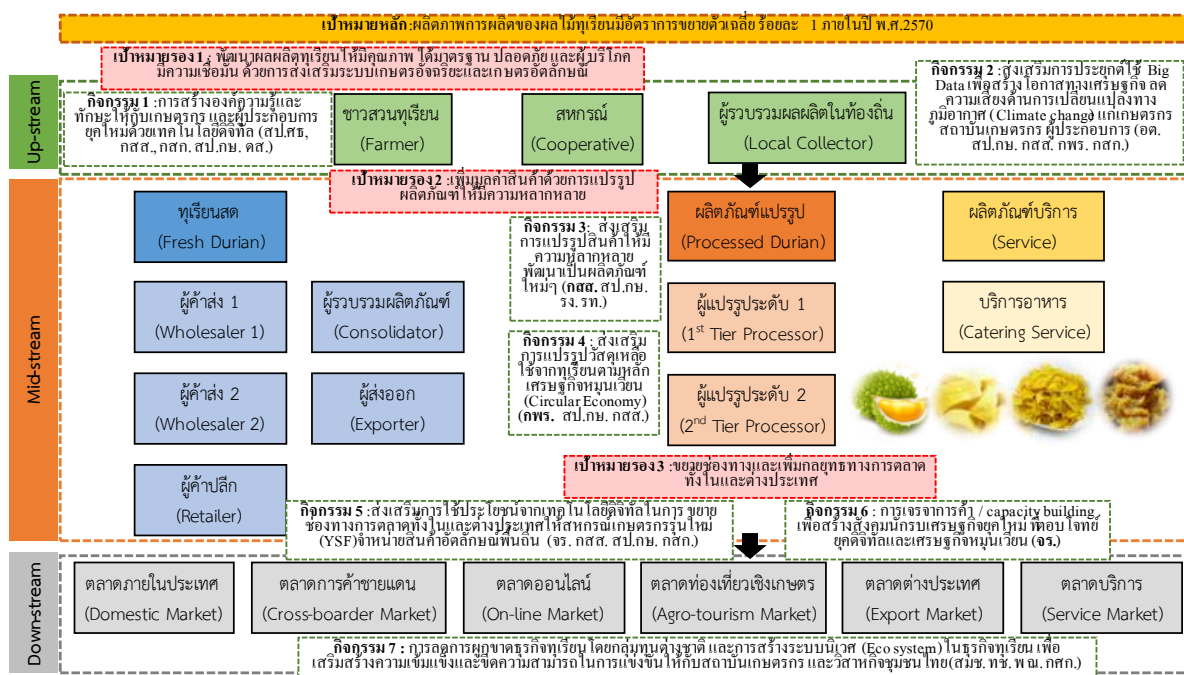 เป้าหมายหลัก:ผลิตภาพการผลิตของผลไม้ทุเรียนมีอัตราการขยายตัวเฉลี่ย ร้อยละ 1 ภายในปี พ.ศ.2570
เป้าหมายรอง 1 : พัฒนาผลผลิตทุเรียนให้มีคุณภาพ ได้มาตรฐาน ปลอดภัย และผู้บริโภค
มีความเชื่อมั่น ด้วยการส่งเสริมระบบเกษตรอัจฉริยะและเกษตรอัตลักษณ์
Up-stream
กิจกรรม 1 : การสร้างองค์ความรู้และ
ทักษะให้กับเกษตรกร และผู้ประกอบการ
ยุคใหม่ด้วยเทคโนโลยีดิจิทัล (สป.ศธ,
กสส., กสก. สป.กษ. ดส.)
ชาวสวนทุเรียน
(Farmer)
สหกรณ์
(Cooperative)
ผู้รวบรวมผลผลิตในท้องถิ่น
(Local Collector)
กิจกรรม 2 : ส่งเสริมการประยุกต์ใช้ Big
Data เพื่อสร้างโอกาสทางเศรษฐกิจ ลด
ความเสี่ยงด้านการเปลี่ยนแปลงทาง
ภูมิอากาศ (Climate change) แก่เกษตรกร
สถาบันเกษตรกร ผู้ประกอบการ (อต.
สป.กษ. กสส. กพร. กสก.)
Mid-stream
เป้าหมายรอง 2 :เพิ่มมูลค่าสินค้าด้วยการแปรรูป
ผลิตภัณฑ์ให้มีความหลากหลาย
ทุเรียนสด
(Fresh Durian)
ผู้ค้าส่ง 1
(Wholesaler 1)
ผู้รวบรวมผลิตภัณฑ์
(Consolidator)
ผู้ค้าส่ง 2
(Wholesaler 2)
ผู้ส่งออก
(Exporter)
ผู้ค้าปลีก
(Retailer)
กิจกรรม 3: ส่งเสริม
การแปรรูปสินค้าให้มี
ความหลากหลาย
พัฒนาเป็นผลิตภัณฑ์
ใหม่ๆ (กสส. สป.กษ.
รง. รท.)
กิจกรรม 4 : ส่งเสริม
การแปรรูปวัสดุเหลือ
ใช้จากทุเรียนตามหลัก
เศรษฐกิจหมุนเวียน
(Circular Economy)
(กพร. สป.กษ. กสส.)
ผลิตภัณฑ์แปรรูป
(Processed Durian)
ผู้แปรรูประดับ 1
(1st Tier Processor)
ผู้แปรรูประดับ 2
(2nd Tier Processor)
ผลิตภัณฑ์บริการ
(Service)
บริการอาหาร
(Catering Service)
เป้าหมายรอง 3 :ขยายช่องทางและเพิ่มกลยุทธทางการตลาด
ทั้งในและต่างประเทศ
กิจกรรม 5 :ส่งเสริมการใช้ประโยชน์จากเทคโนโลยีดิจิทัลในการ ขยาย
ช่องทางการตลาดทั้งในและต่างประเทศให้สหกรณ์เกษตรกรรุ่นใหม่
(YSF)จำหน่ายสินค้าอัตลักษณ์พื้นถิ่น (จร. กสส. สป.กษ. กสก.)
กิจกรรม 6 : การเจรจาการค้า / capacity building
เพื่อสร้างสังคมนักรบเศรษฐกิจยุคใหม่ ที่ตอบโจทย์
ยุคดิจิทัลและเศรษฐกิจหมุนเวียน (จร.)
Down-stream
ตลาดภายในประเทศ
(Domestic Market)
ตลาดการค้าชายแดน
(Cross-boarder Market)
ตลาดออนไลน์
(On-line Market)
ตลาดท่องเที่ยวเชิงเกษตร
(Agro-tourism Market)
ตลาดต่างประเทศ
(Export Market)
ตลาดบริการ
(Service Market)
กิจกรรม 7 : การลดการผูกขาดธุรกิจทุเรียน โดยกลุ่มทุนต่างชาติ และการสร้างระบบนิเวศ (Eco system) ในธุรกิจทุเรียน เพื่อ
เสริมสร้างความเข้มแข็งและขีดความสามารถในการแข่งขันให้กับสถาบันเกษตรกร และวิสาหกิจชุมชนไทย(สมช. ทช. พณ. กศก.)